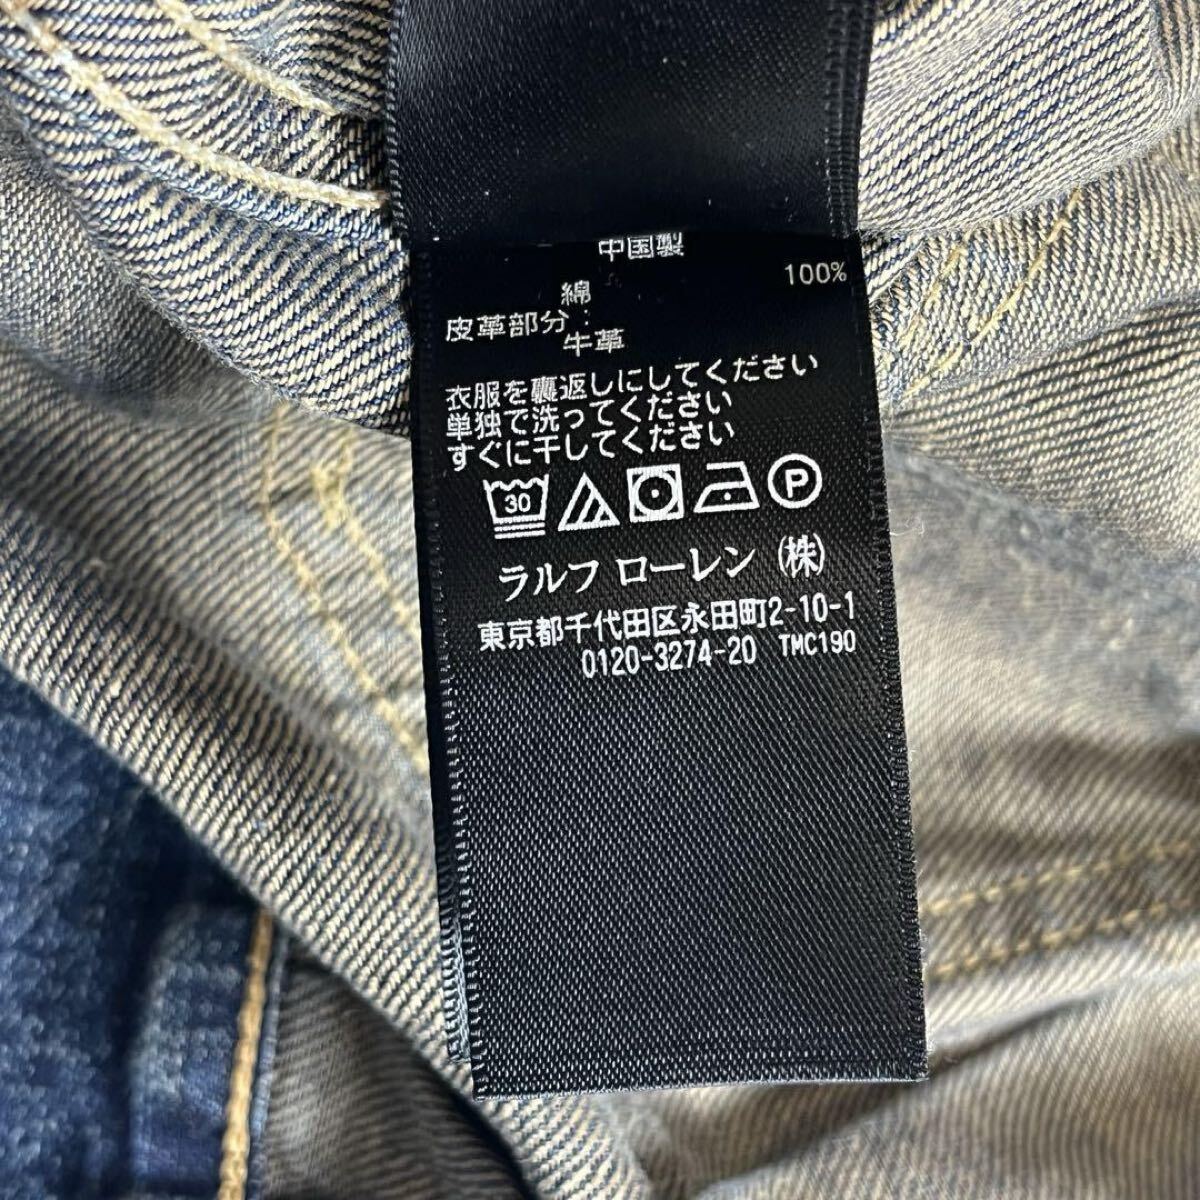 中国製
綿 100%
皮革部分:
牛革
衣服を裏返しにしてください
単独で洗ってください
すぐに干してください
30 P
ラルフ ローレン (株)
東京都千代田区永田町2-10-1
0120-3274-20 TMC190